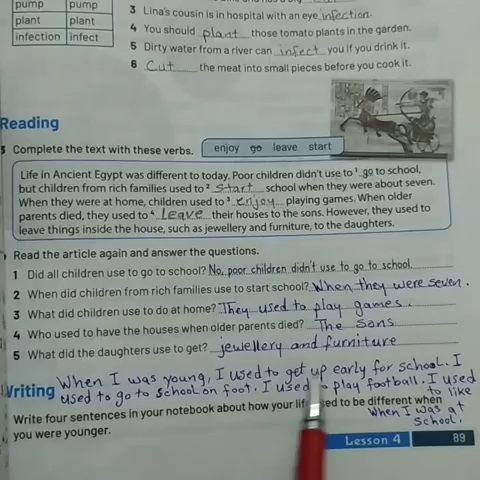 pump pump
plant plant
infection infect
3 Lina's cousin is in hospital with an eye infection.
4 You should plant those tomato plants in the garden.
5 Dirty water from a river can infect you if you drink it.
6 Cut the meat into small pieces before you cook it.
Reading
Complete the text with these verbs.
enjoy go leave start
Life in Ancient Egypt was different to today. Poor children didn't use to ¹ go to school,
but children from rich families used to ² start school when they were about seven.
When they were at home, children used to ³ enjoy playing games. When older
parents died, they used to ⁴ leave their houses to the sons. However, they used to
leave things inside the house, such as jewellery and furniture, to the daughters.
Read the article again and answer the questions.
1 Did all children use to go to school? No, poor children didn't use to go to school.
2 When did children from rich families use to start school? When they were seven.
3 What did children use to do at home? They used to play games.
4 Who used to have the houses when older parents died? The sons
5 What did the daughters use to get? jewellery and furniture
Writing
When I was young, I used to get up early for school. I
used to go to school on foot. I used to play football. I used
to like
when I was at
school.
Write four sentences in your notebook about how your life used to be different when
you were younger.
Lesson 4 89